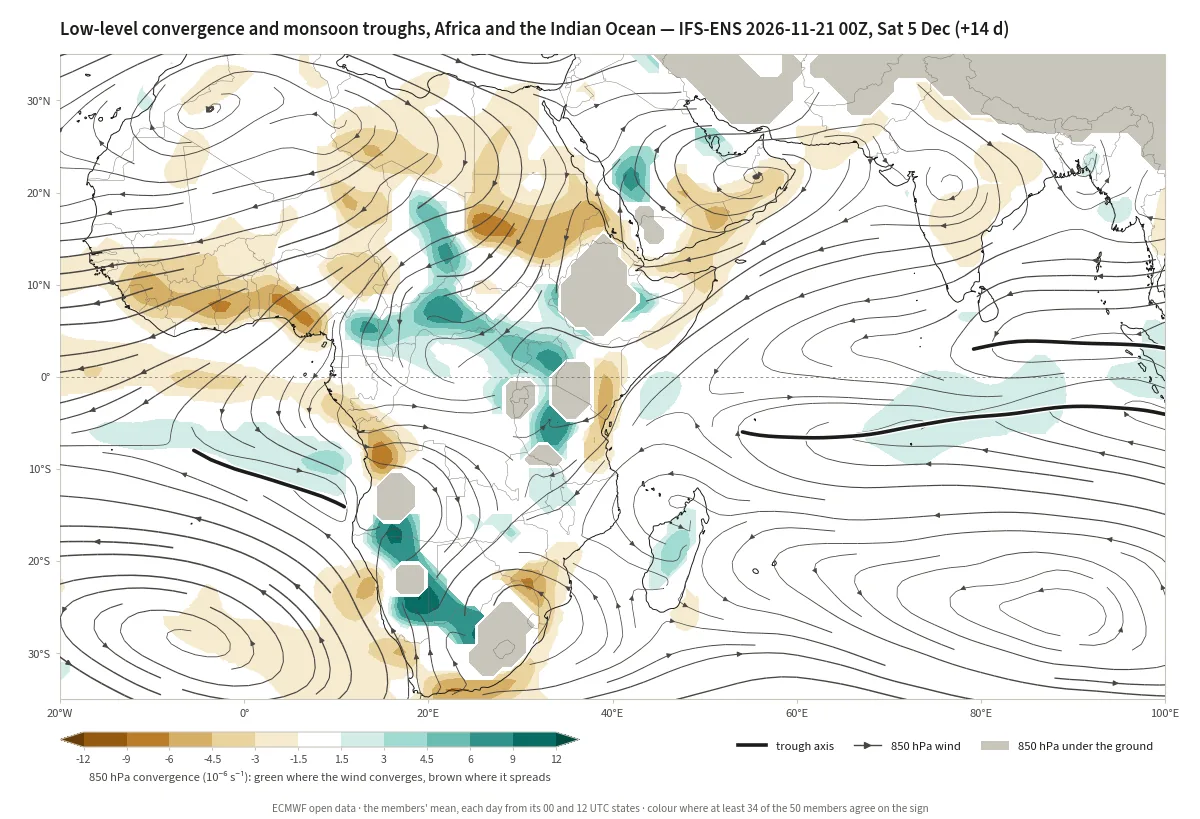 Low-level convergence and monsoon troughs, Africa and the Indian Ocean — IFS-ENS 2026-11-21 00Z, Sat 5 Dec (+14 d)
30°N
20°N
10°N
0°
10°S
20°S
30°S
20°W 0° 20°E 40°E 60°E 80°E 100°E
-12 -9 -6 -4.5 -3 -1.5 1.5 3 4.5 6 9 12
850 hPa convergence (10⁻⁶ s⁻¹): green where the wind converges, brown where it spreads
trough axis 850 hPa wind 850 hPa under the ground
ECMWF open data · the members' mean, each day from its 00 and 12 UTC states · colour where at least 34 of the 50 members agree on the sign